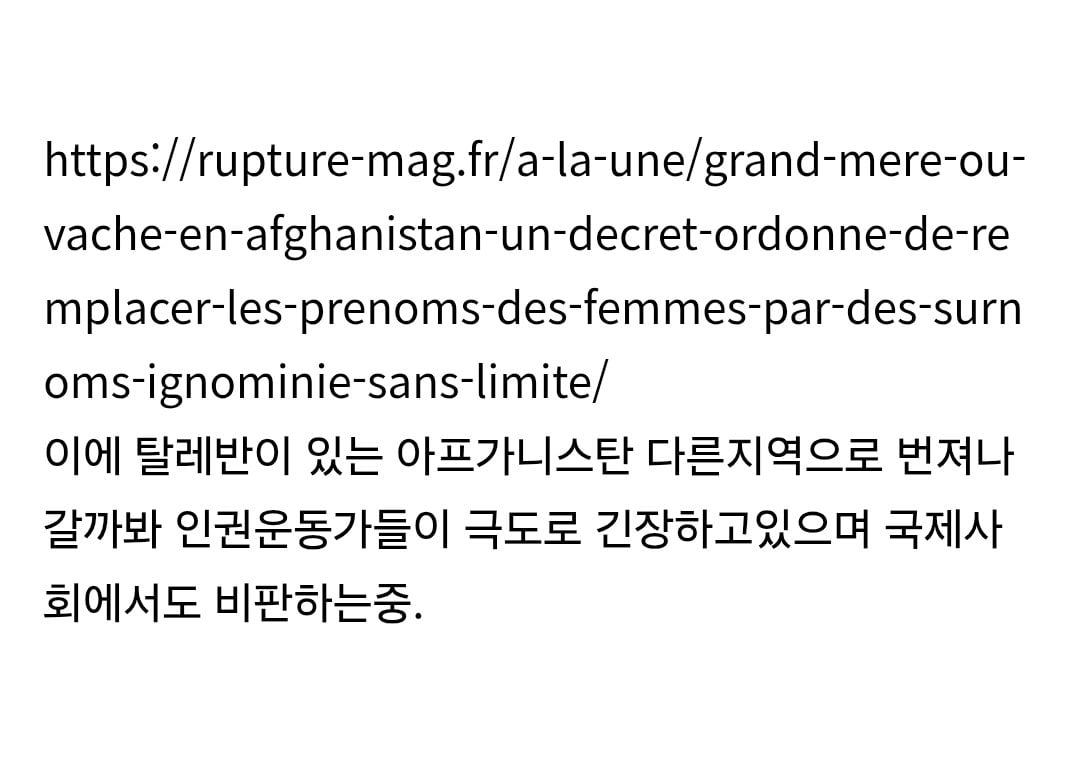 https://rupture-mag.fr/a-la-une/grand-mere-ou-
vache-en-afghanistan-un-decret-ordonne-de-re
mplacer-les-prenoms-des-femmes-par-des-surn
oms-ignominie-sans-limite/
이에 탈레반이 있는 아프가니스탄 다른지역으로 번져나
갈까봐 인권운동가들이 극도로 긴장하고있으며 국제사
회에서도 비판하는중.